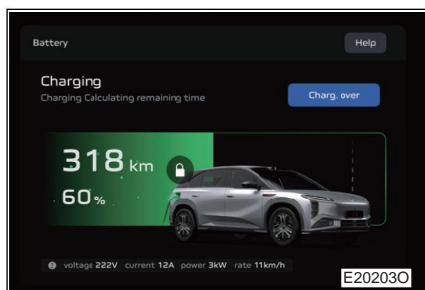 Battery
Help
Charging
Charging Calculating remaining time
Charg. over
318 km
60 %
voltage 222V current 12A power 3kW rate 11km/h
E20203O